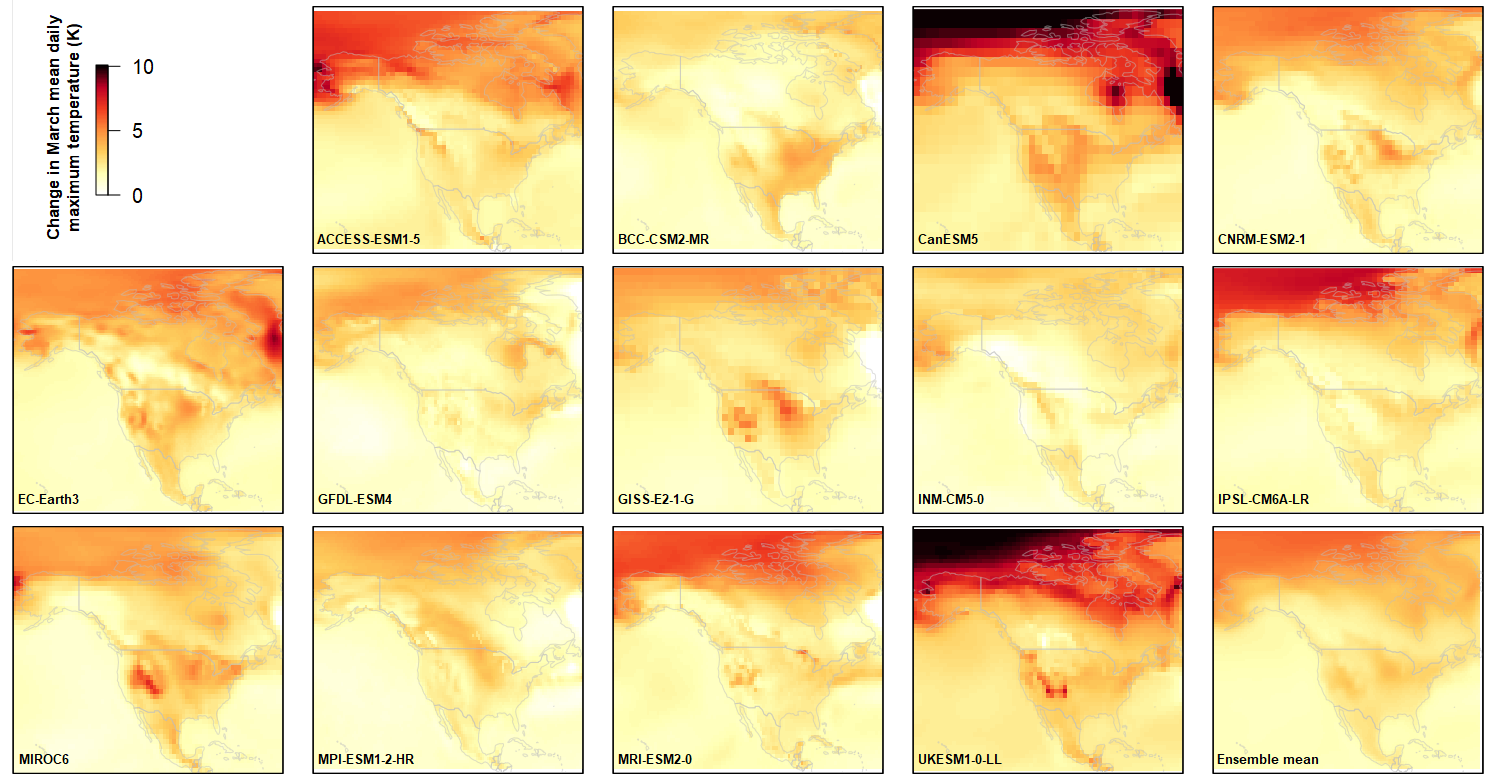 Change in March mean daily
maximum temperature (K)
10
5
0
ACCESS-ESM1-5
BCC-CSM2-MR
CanESM5
CNRM-ESM2-1
EC-Earth3
GFDL-ESM4
GISS-E2-1-G
INM-CM5-0
IPSL-CM6A-LR
MIROC6
MPI-ESM1-2-HR
MRI-ESM2-0
UKESM1-0-LL
Ensemble mean